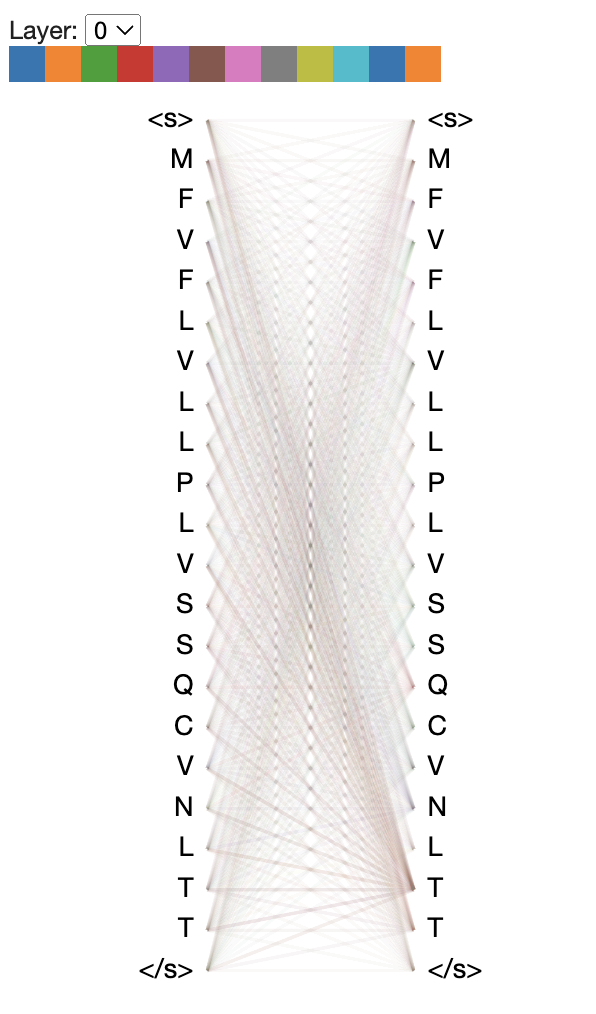 Layer: 0
<s> <s>
M M
F F
V V
F F
L L
V V
L L
L L
P P
L L
V V
S S
S S
Q Q
C C
V V
N N
L L
T T
T T
</s> </s>